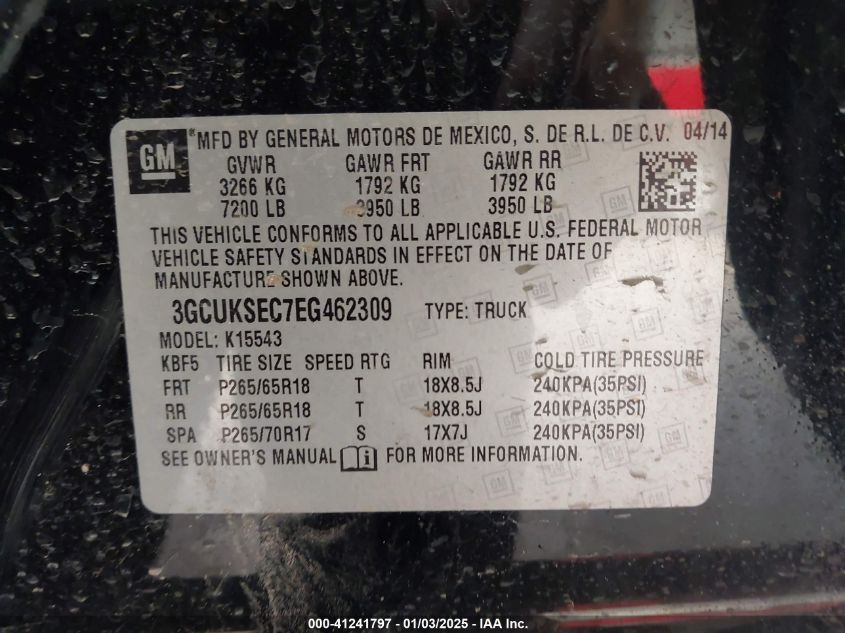 GM ® MFD BY GENERAL MOTORS DE MEXICO, S. DE R.L. DE C.V. 04/14
GVWR GAWR FRT GAWR RR
3266 KG 1792 KG 1792 KG
7200 LB 3950 LB 3950 LB
THIS VEHICLE CONFORMS TO ALL APPLICABLE U.S. FEDERAL MOTOR
VEHICLE SAFETY STANDARDS IN EFFECT ON THE DATE OF
MANUFACTURE SHOWN ABOVE.
3GCUKSEC7EG462309 TYPE: TRUCK
MODEL: K15543
KBF5 TIRE SIZE SPEED RTG RIM COLD TIRE PRESSURE
FRT P265/65R18 T 18X8.5J 240KPA(35PSI)
RR P265/65R18 T 18X8.5J 240KPA(35PSI)
SPA P265/70R17 S 17X7J 240KPA(35PSI)
SEE OWNER'S MANUAL i FOR MORE INFORMATION.
000-41241797 - 01/03/2025 - IAA Inc.